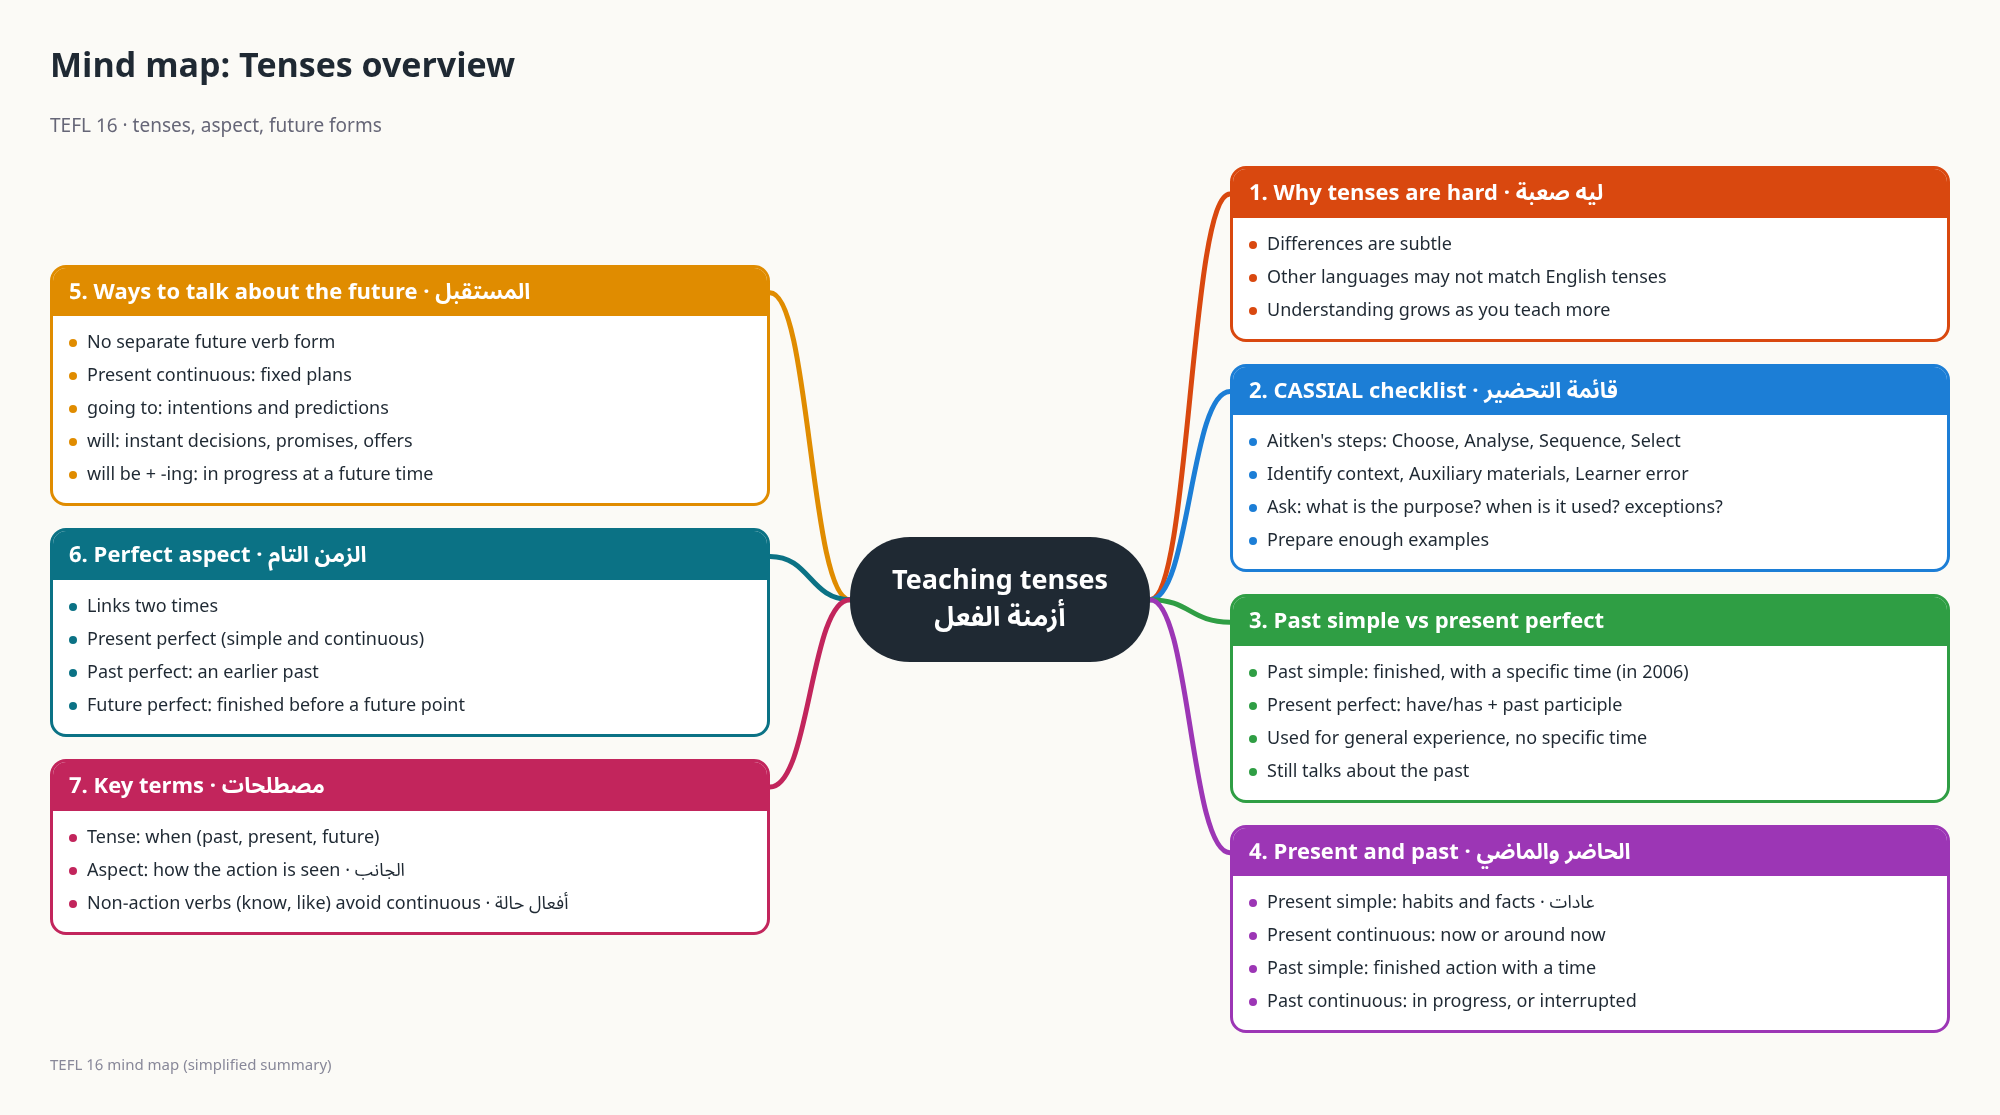 Mind map: Tenses overview
TEFL 16 · tenses, aspect, future forms
Teaching tenses
أزمنة الفعل
1. Why tenses are hard · ليه صعبة
Differences are subtle
Other languages may not match English tenses
Understanding grows as you teach more
2. CASSIAL checklist · قائمة التحضير
Aitken's steps: Choose, Analyse, Sequence, Select
Identify context, Auxiliary materials, Learner error
Ask: what is the purpose? when is it used? exceptions?
Prepare enough examples
3. Past simple vs present perfect
Past simple: finished, with a specific time (in 2006)
Present perfect: have/has + past participle
Used for general experience, no specific time
Still talks about the past
4. Present and past · الحاضر والماضي
Present simple: habits and facts · عادات
Present continuous: now or around now
Past simple: finished action with a time
Past continuous: in progress, or interrupted
5. Ways to talk about the future · المستقبل
No separate future verb form
Present continuous: fixed plans
going to: intentions and predictions
will: instant decisions, promises, offers
will be + -ing: in progress at a future time
6. Perfect aspect · الزمن التام
Links two times
Present perfect (simple and continuous)
Past perfect: an earlier past
Future perfect: finished before a future point
7. Key terms · مصطلحات
Tense: when (past, present, future)
Aspect: how the action is seen · الجانب
Non-action verbs (know, like) avoid continuous · أفعال حالة
TEFL 16 mind map (simplified summary)